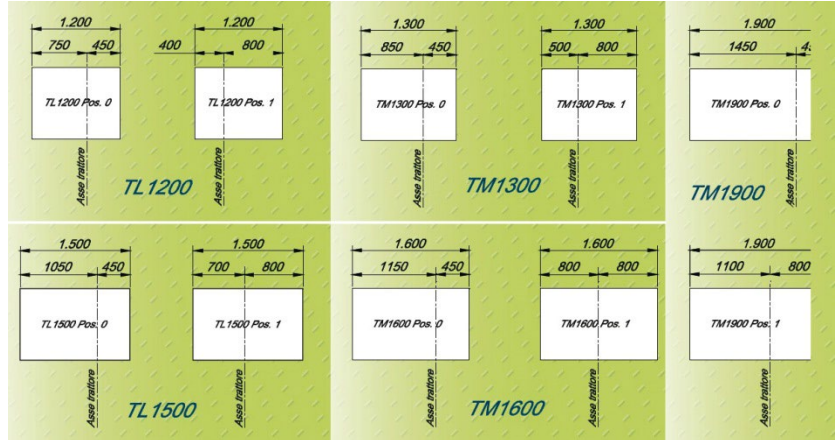 1.200
750 450
TL1200 Pos. 0
Asse trattore
1.200
400 800
TL1200 Pos. 1
Asse trattore
TL1200
1.300
850 450
TM1300 Pos. 0
Asse trattore
1.300
500 800
TM1300 Pos. 1
Asse trattore
TM1300
1.900
1450
TM1900 Pos. 0
Asse trattore
TM1900
1.500
1050 450
TL1500 Pos. 0
Asse trattore
1.500
700 800
TL1500 Pos. 1
Asse trattore
TL1500
1.600
1150 450
TM1600 Pos. 0
Asse trattore
1.600
800 800
TM1600 Pos. 1
Asse trattore
TM1600
1.900
1100 800
TM1900 Pos. 1
Asse trattore